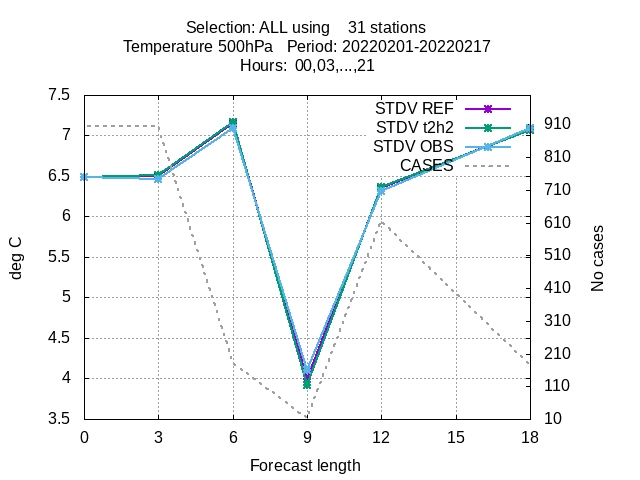 Selection: ALL using    31 stations
Temperature 500hPa   Period: 20220201-20220217
Hours:  00,03,...,21
7.5
7
6.5
6
5.5
5
4.5
4
3.5
deg C
STDV REF
STDV t2h2
STDV OBS
CASES
910
810
710
610
510
410
310
210
110
10
No cases
0 3 6 9 12 15 18
Forecast length